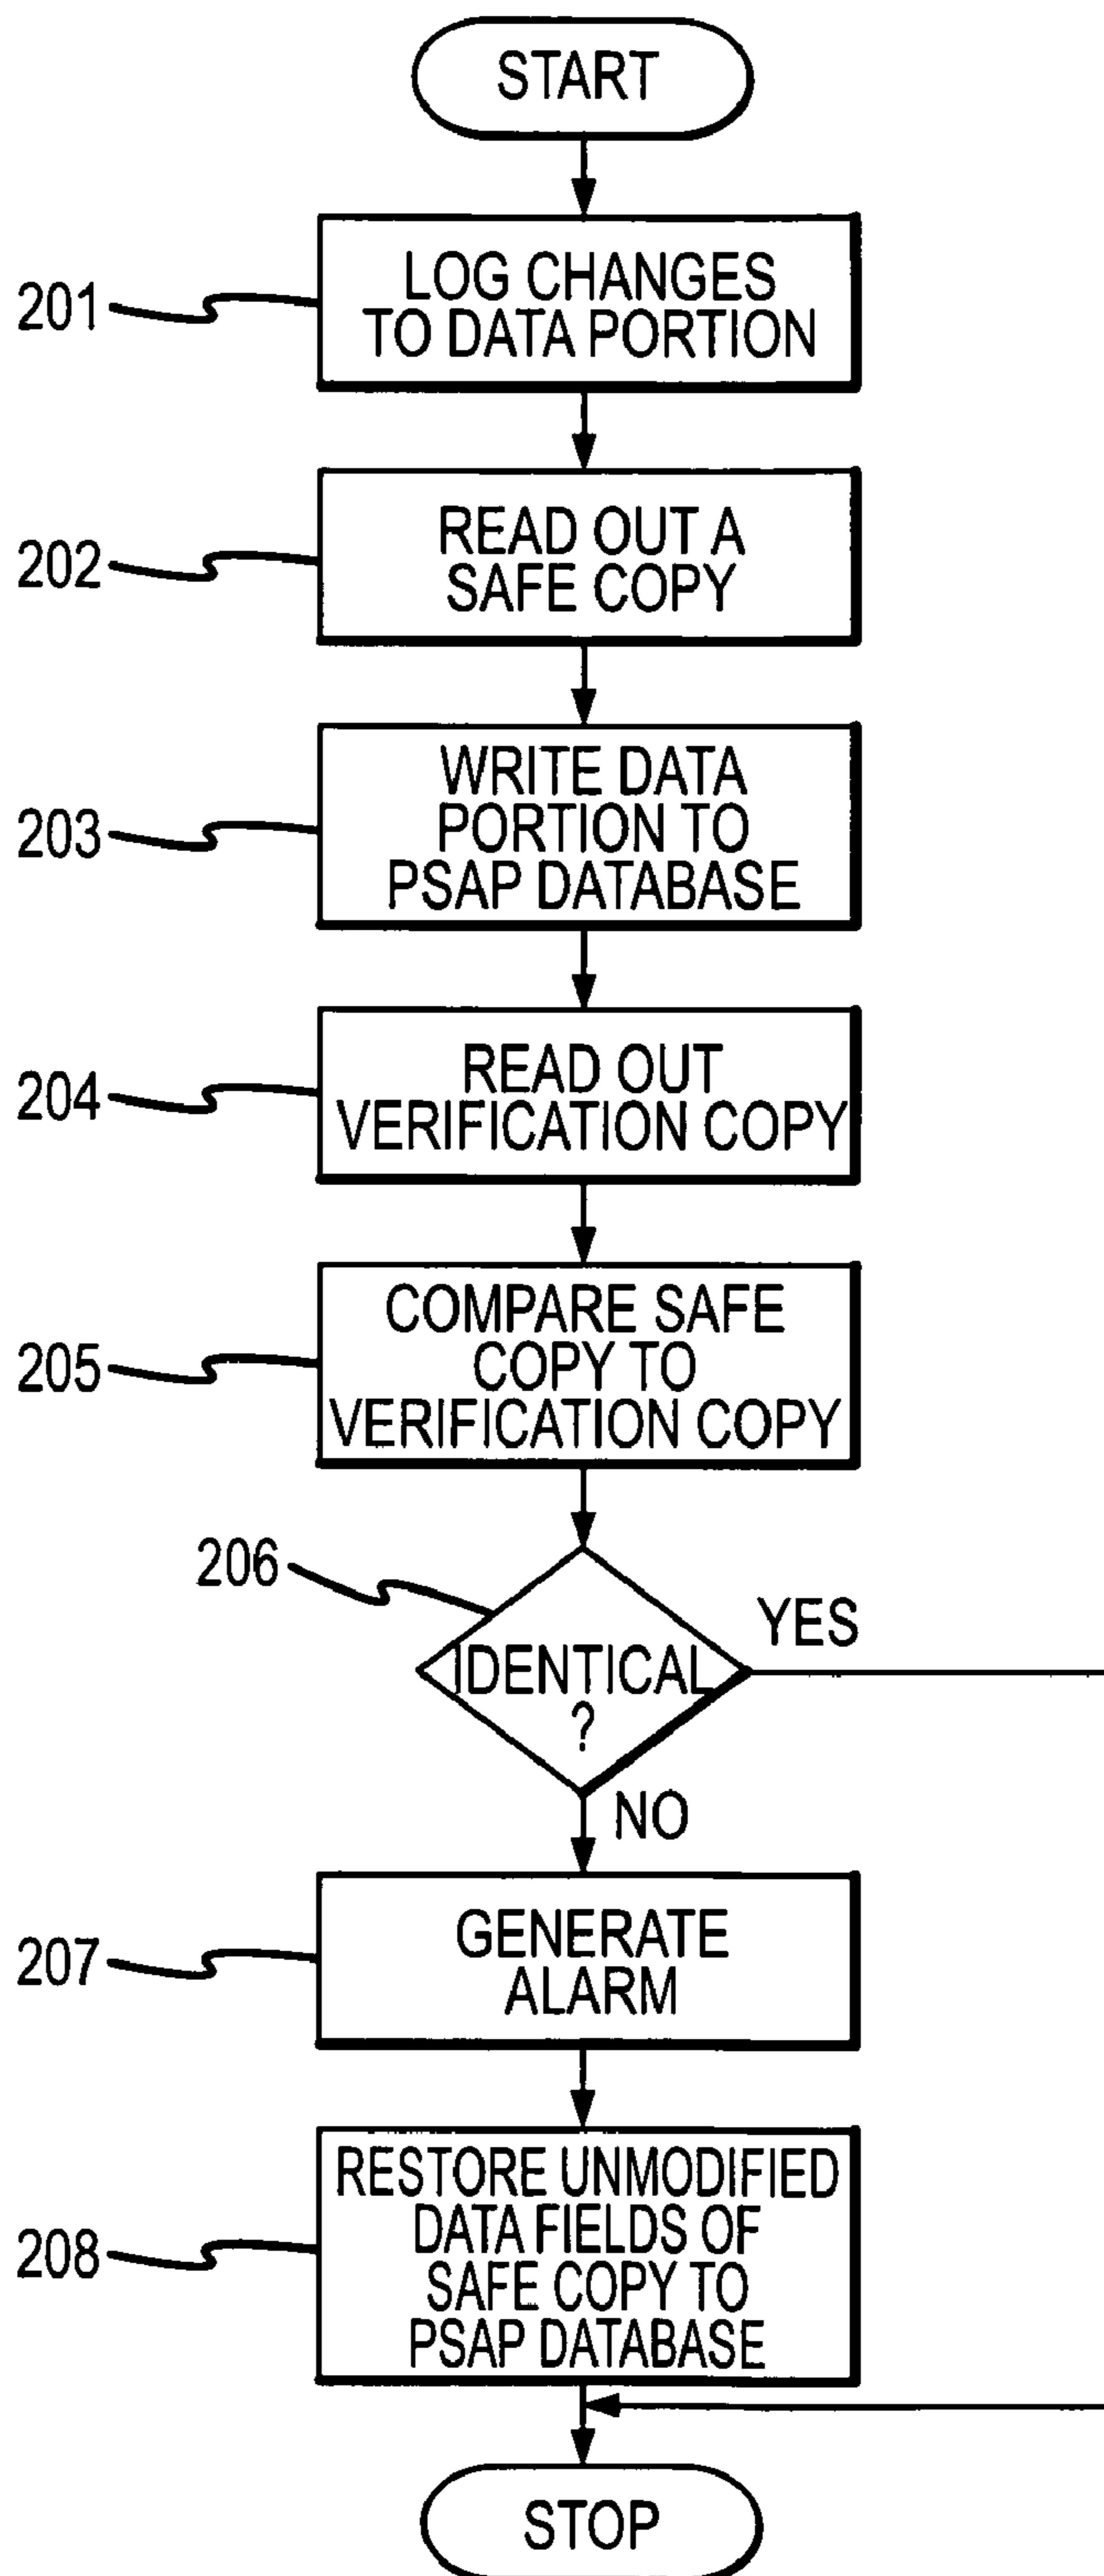 START
201
LOG CHANGES
TO DATA PORTION
202
READ OUT A
SAFE COPY
203
WRITE DATA
PORTION TO
PSAP DATABASE
204
READ OUT
VERIFICATION COPY
205
COMPARE SAFE
COPY TO
VERIFICATION COPY
206
IDENTICAL
?
YES
NO
207
GENERATE
ALARM
208
RESTORE UNMODIFIED
DATA FIELDS OF
SAFE COPY TO
PSAP DATABASE
STOP